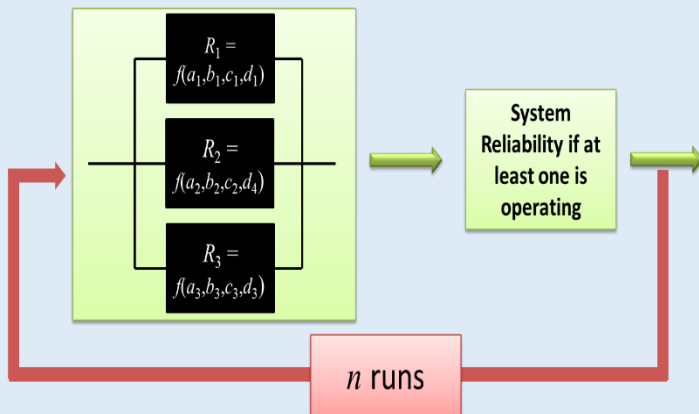 R₁ =
f(a₁,b₁,c₁,d₁)
R₂ =
f(a₂,b₂,c₂,d₄)
R₃ =
f(a₃,b₃,c₃,d₃)
System
Reliability if at
least one is
operating
n runs